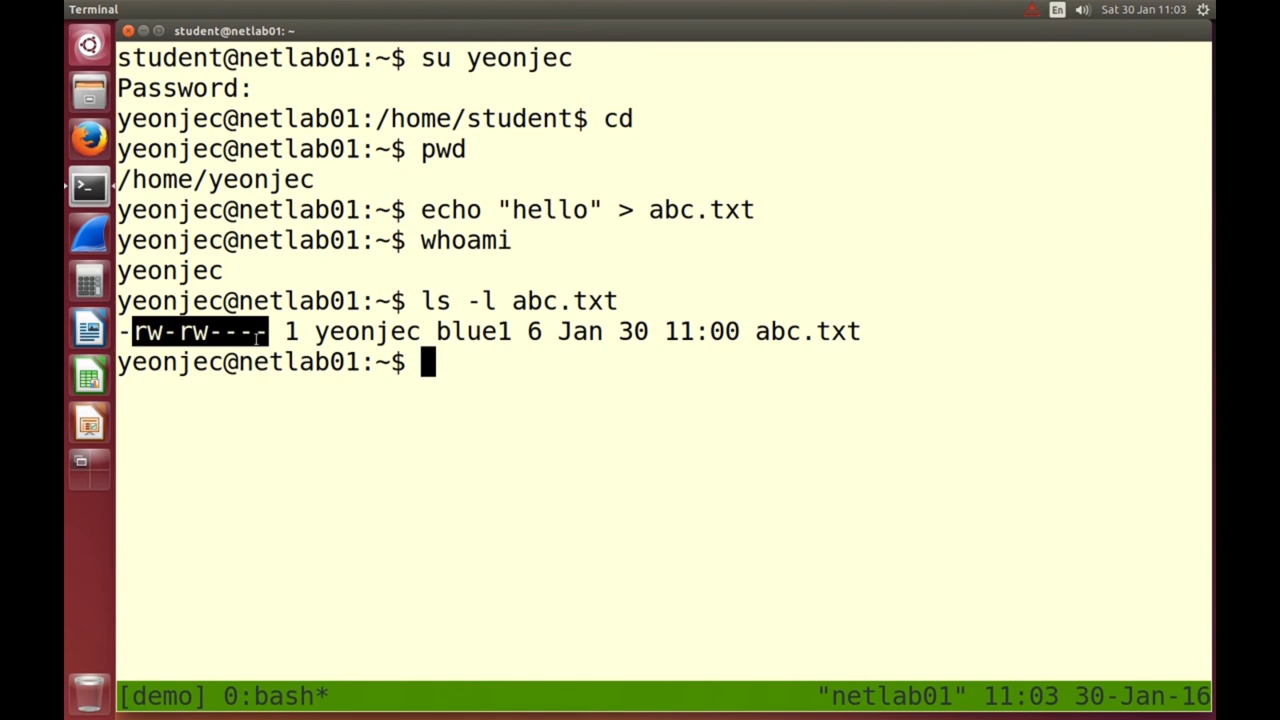 Terminal
En
Sat 30 Jan 11:03
student@netlab01: ~
student@netlab01:~$ su yeonjec
Password:
yeonjec@netlab01:/home/student$ cd
yeonjec@netlab01:~$ pwd
/home/yeonjec
yeonjec@netlab01:~$ echo "hello" > abc.txt
yeonjec@netlab01:~$ whoami
yeonjec
yeonjec@netlab01:~$ ls -l abc.txt
-rw-rw---- 1 yeonjec blue1 6 Jan 30 11:00 abc.txt
yeonjec@netlab01:~$
[demo] 0:bash*
"netlab01" 11:03 30-Jan-16